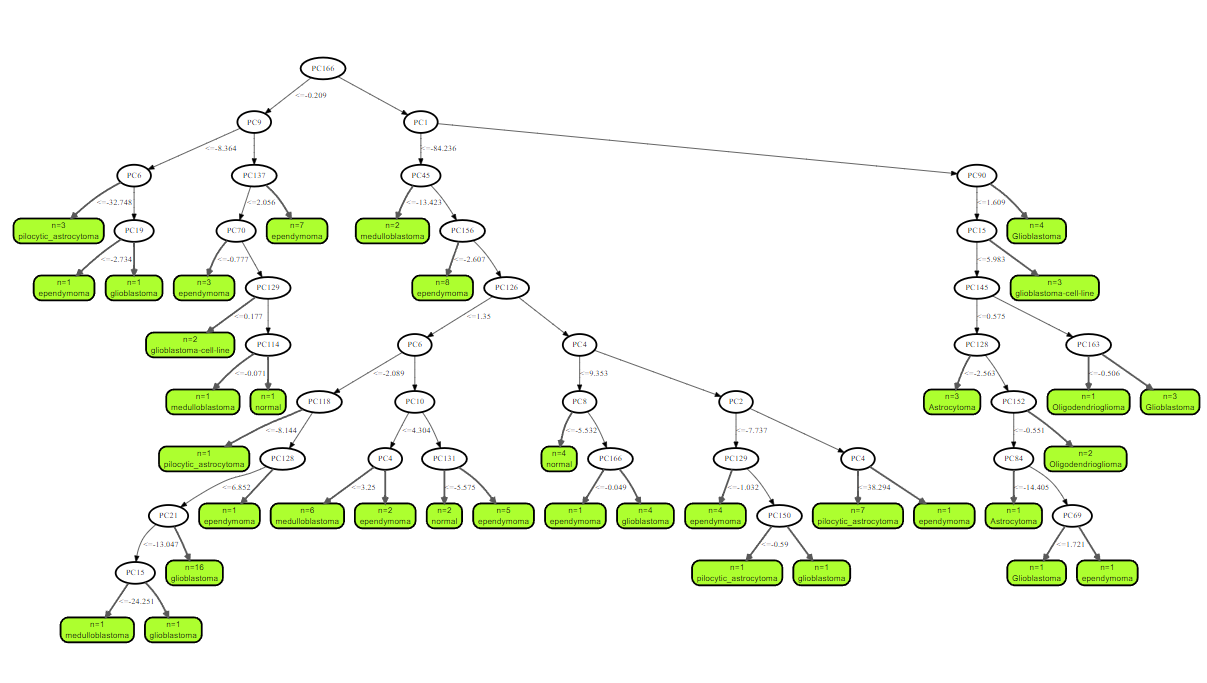 PC166
<=-0.209
PC9
PC1
<=-8.364
<=-84.236
PC6
PC137
PC45
PC90
<=-32.748
<=2.056
<=-13.423
<=1.609
n=3
pilocytic_astrocytoma
PC19
PC70
n=7
ependymoma
n=2
medulloblastoma
PC156
PC15
n=4
Glioblastoma
<=-2.734
<=-0.777
<=-2.607
<=5.983
n=1
ependymoma
n=1
glioblastoma
n=3
ependymoma
PC129
n=8
ependymoma
PC126
PC145
n=3
glioblastoma-cell-line
<=0.177
<=1.35
<=0.575
n=2
glioblastoma-cell-line
PC114
PC6
PC4
PC128
PC163
<=-0.071
<=-2.089
<=9.353
<=-2.563
<=-0.506
n=1
medulloblastoma
n=1
normal
PC118
PC10
PC8
PC2
n=3
Astrocytoma
PC152
n=1
Oligodendrioglioma
n=3
Glioblastoma
<=-8.144
<=4.304
<=-5.532
<=-7.737
<=-0.551
n=1
pilocytic_astrocytoma
PC128
PC4
PC131
n=4
normal
PC166
PC129
PC4
PC84
n=2
Oligodendrioglioma
<=6.852
<=3.25
<=-5.575
<=-0.049
<=-1.032
<=38.294
<=-14.405
PC21
n=1
ependymoma
n=6
medulloblastoma
n=2
ependymoma
n=2
normal
n=5
ependymoma
n=1
ependymoma
n=4
glioblastoma
n=4
ependymoma
PC150
n=7
pilocytic_astrocytoma
n=1
ependymoma
n=1
Astrocytoma
PC69
<=-13.047
<=-0.59
<=1.721
PC15
n=16
glioblastoma
n=1
pilocytic_astrocytoma
n=1
glioblastoma
n=1
Glioblastoma
n=1
ependymoma
<=-24.251
n=1
medulloblastoma
n=1
glioblastoma